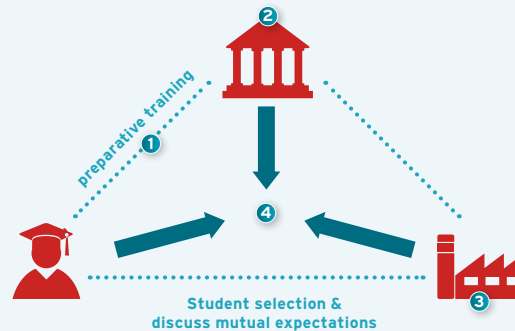 2
preparative training
1
4
3
Student selection &
discuss mutual expectations